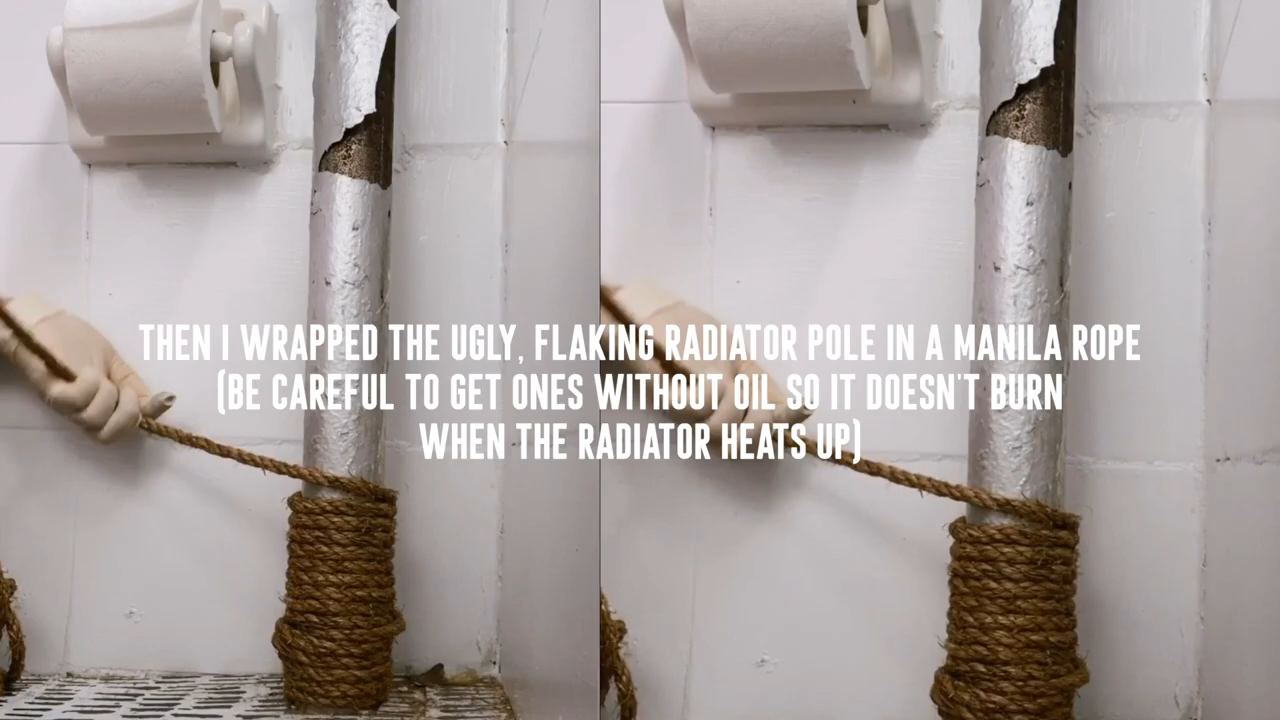 THEN I WRAPPED THE UGLY, FLAKING RADIATOR POLE IN A MANILA ROPE
(BE CAREFUL TO GET ONES WITHOUT OIL SO IT DOESN'T BURN
WHEN THE RADIATOR HEATS UP)